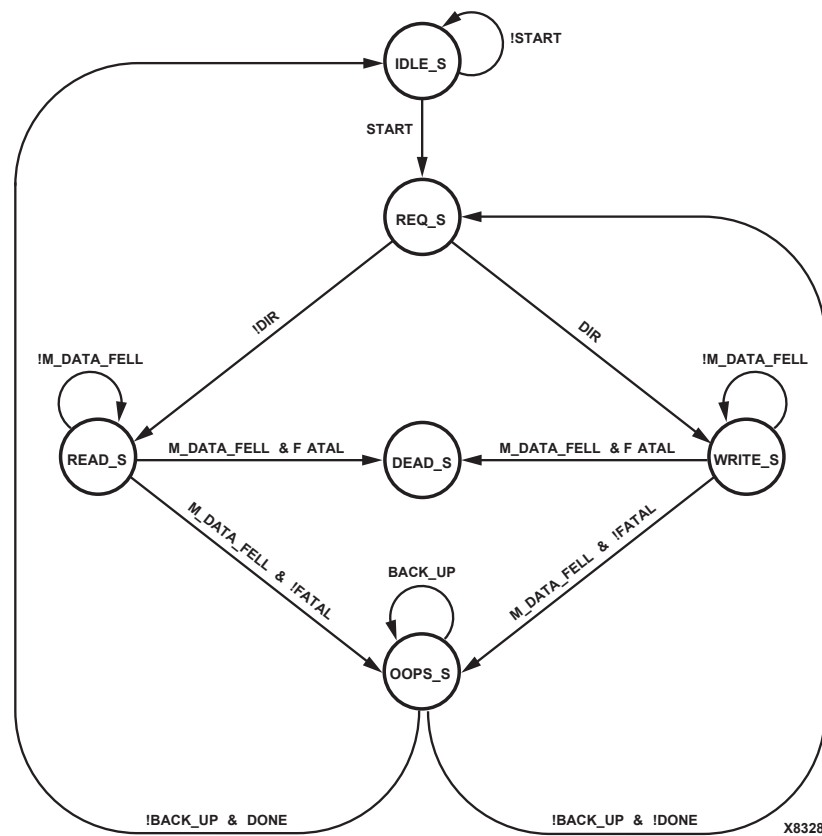 !START
IDLE_S
START
REQ_S
!DIR
DIR
!M_DATA_FELL
!M_DATA_FELL
READ_S
M_DATA_FELL & F ATAL
DEAD_S
M_DATA_FELL & F ATAL
WRITE_S
M_DATA_FELL & !FATAL
M_DATA_FELL & !FATAL
BACK_UP
OOPS_S
!BACK_UP & DONE
!BACK_UP & !DONE
X8328